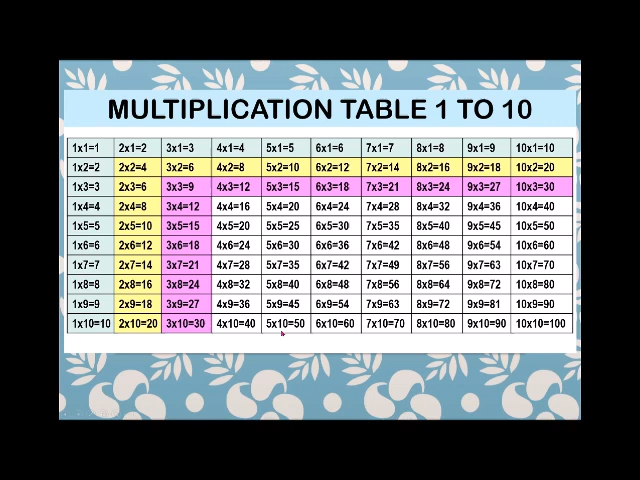 MULTIPLICATION TABLE 1 TO 10
1x1=1 2x1=2 3x1=3 4x1=4 5x1=5 6x1=6 7x1=7 8x1=8 9x1=9 10x1=10
1x2=2 2x2=4 3x2=6 4x2=8 5x2=10 6x2=12 7x2=14 8x2=16 9x2=18 10x2=20
1x3=3 2x3=6 3x3=9 4x3=12 5x3=15 6x3=18 7x3=21 8x3=24 9x3=27 10x3=30
1x4=4 2x4=8 3x4=12 4x4=16 5x4=20 6x4=24 7x4=28 8x4=32 9x4=36 10x4=40
1x5=5 2x5=10 3x5=15 4x5=20 5x5=25 6x5=30 7x5=35 8x5=40 9x5=45 10x5=50
1x6=6 2x6=12 3x6=18 4x6=24 5x6=30 6x6=36 7x6=42 8x6=48 9x6=54 10x6=60
1x7=7 2x7=14 3x7=21 4x7=28 5x7=35 6x7=42 7x7=49 8x7=56 9x7=63 10x7=70
1x8=8 2x8=16 3x8=24 4x8=32 5x8=40 6x8=48 7x8=56 8x8=64 9x8=72 10x8=80
1x9=9 2x9=18 3x9=27 4x9=36 5x9=45 6x9=54 7x9=63 8x9=72 9x9=81 10x9=90
1x10=10 2x10=20 3x10=30 4x10=40 5x10=50 6x10=60 7x10=70 8x10=80 9x10=90 10x10=100